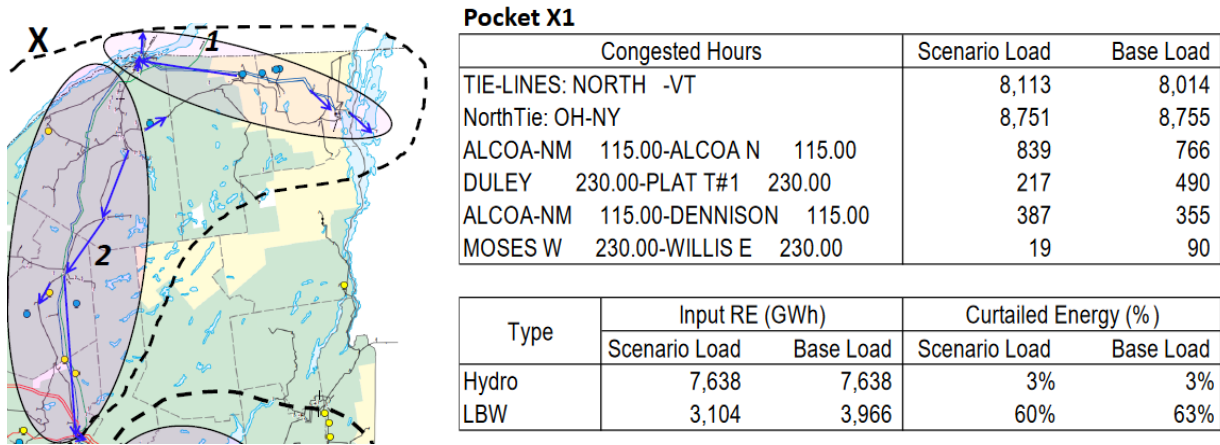 X
1
2
Pocket X1
Congested Hours Scenario Load Base Load
TIE-LINES: NORTH -VT 8,113 8,014
NorthTie: OH-NY 8,751 8,755
ALCOA-NM 115.00-ALCOA N 115.00 839 766
DULEY 230.00-PLAT T#1 230.00 217 490
ALCOA-NM 115.00-DENNISON 115.00 387 355
MOSES W 230.00-WILLIS E 230.00 19 90
Type Input RE (GWh) Curtailed Energy (%)
Scenario Load Base Load Scenario Load Base Load
Hydro 7,638 7,638 3% 3%
LBW 3,104 3,966 60% 63%